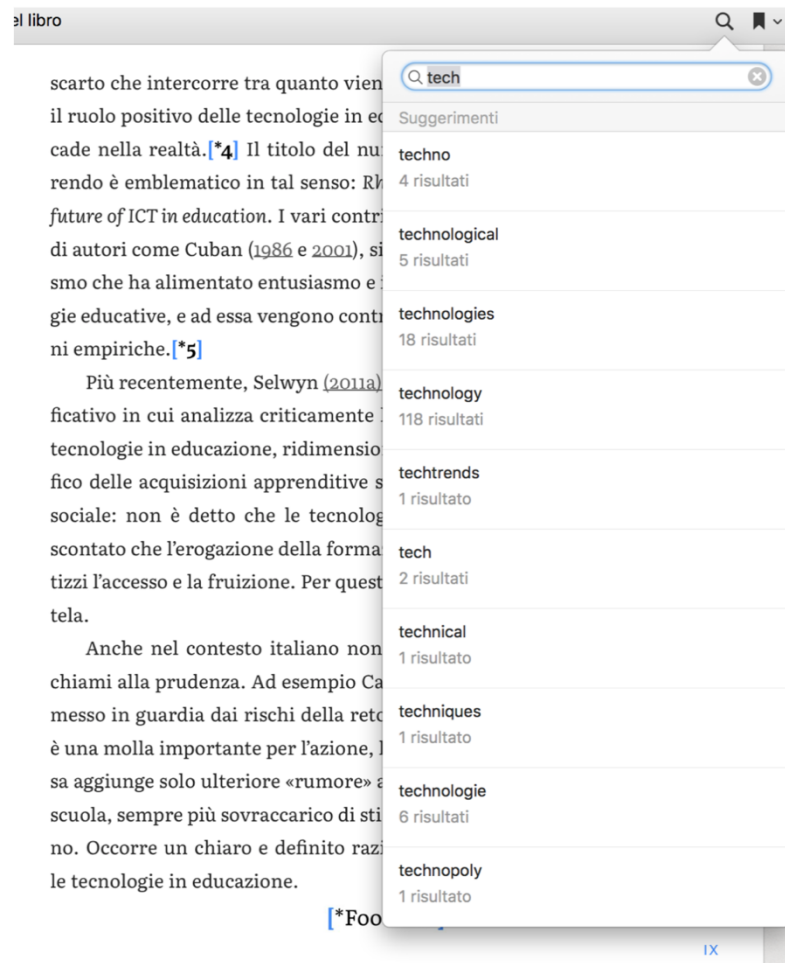 el libro
scarto che intercorre tra quanto vien
il ruolo positivo delle tecnologie in e
cade nella realtà.[*4] Il titolo del nu
rendo è emblematico in tal senso: Rh
future of ICT in education. I vari contri
di autori come Cuban (1986 e 2001), si
smo che ha alimentato entusiasmo e i
gie educative, e ad essa vengono contr
ni empiriche.[*5]
Più recentemente, Selwyn (2011a)
ficativo in cui analizza criticamente l
tecnologie in educazione, ridimensio
fico delle acquisizioni apprenditive s
sociale: non è detto che le tecnolog
scontato che l'erogazione della forma
tizzi l'accesso e la fruizione. Per quest
tela.
Anche nel contesto italiano non
chiami alla prudenza. Ad esempio Ca
messo in guardia dai rischi della reto
è una molla importante per l'azione, l
sa aggiunge solo ulteriore «rumore» a
scuola, sempre più sovraccarico di sti
no. Occorre un chiaro e definito razi
le tecnologie in educazione.
[*Foo
IX
tech
Suggerimenti
techno
4 risultati
technological
5 risultati
technologies
18 risultati
technology
118 risultati
techtrends
1 risultato
tech
2 risultati
technical
1 risultato
techniques
1 risultato
technologie
6 risultati
technopoly
1 risultato